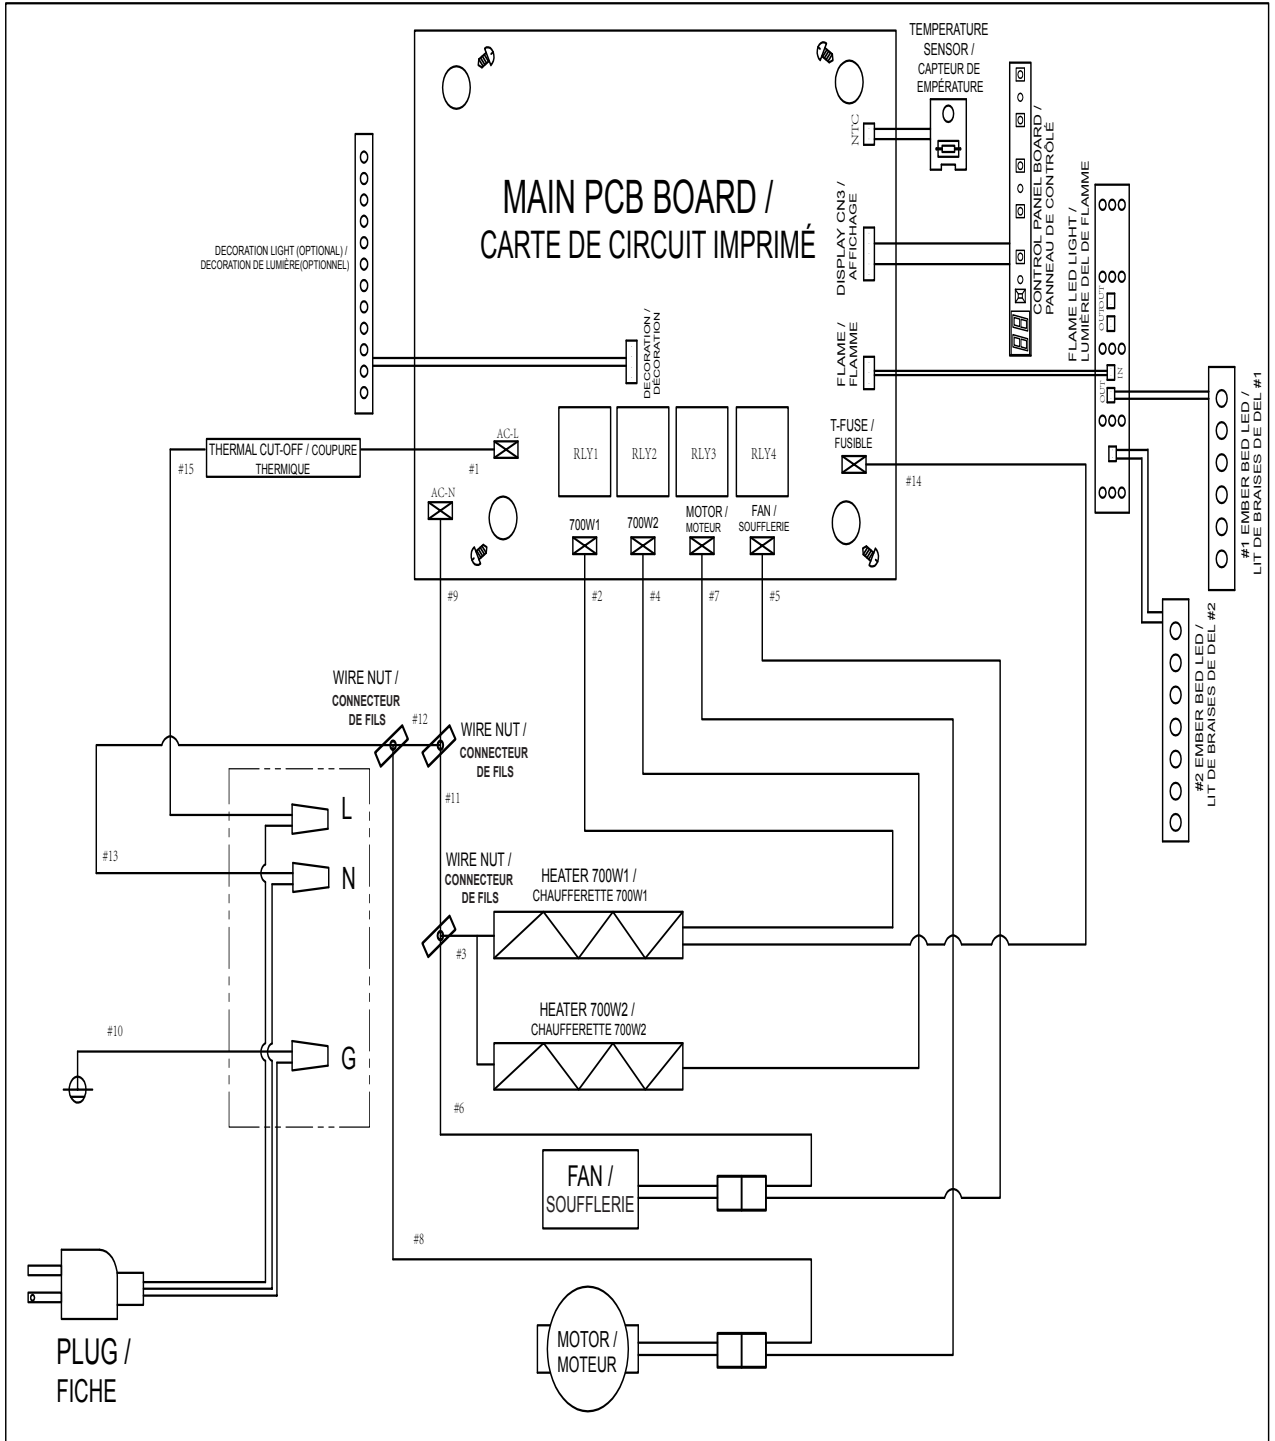 TEMPERATURE
SENSOR /
CAPTEUR DE
EMPÉRATURE
NTC
CONTROL PANEL BOARD /
PANNEAU DE CONTRÔLÉ
MAIN PCB BOARD /
CARTE DE CIRCUIT IMPRIMÉ
DISPLAY CN3 /
AFFICHAGE
FLAME LED LIGHT /
LUMIÈRE DEL DE FLAMME
DECORATION LIGHT (OPTIONAL) /
DECORATION DE LUMIÈRE(OPTIONNEL)
OUT
OUT
DECORATION /
DÉCORATION
FLAME /
FLAMME
IN
OUT
#1 EMBER BED LED /
LIT DE BRAISES DE DEL #1
THERMAL CUT-OFF / COUPURE
THERMIQUE
#15
#1
AC-L
RLY1
RLY2
RLY3
RLY4
T-FUSE /
FUSIBLE
#14
AC-N
700W1
700W2
MOTOR /
MOTEUR
FAN /
SOUFFLERIE
#9
#2
#4
#7
#5
#2 EMBER BED LED /
LIT DE BRAISES DE DEL #2
WIRE NUT /
CONNECTEUR
DE FILS
#12
WIRE NUT /
CONNECTEUR
DE FILS
#11
L
#13
N
WIRE NUT /
CONNECTEUR
DE FILS
#3
HEATER 700W1 /
CHAUFFERETTE 700W1
HEATER 700W2 /
CHAUFFERETTE 700W2
#10
G
#6
FAN /
SOUFFLERIE
#8
MOTOR /
MOTEUR
PLUG /
FICHE
88